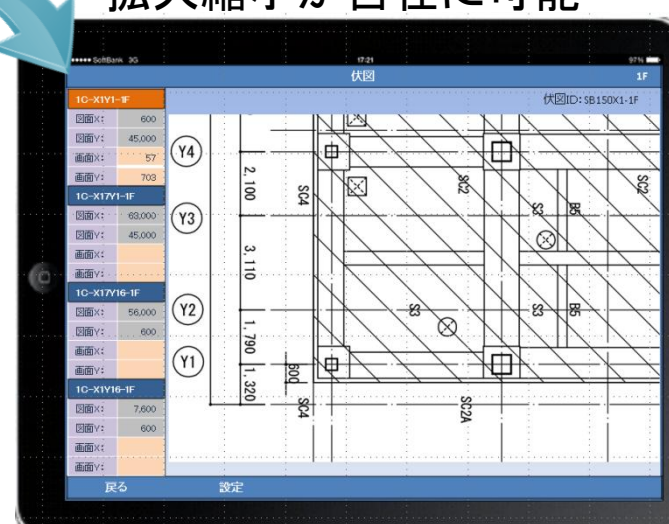 拡大縮小が自在に可能
●●●●● SoftBank 3G 17:21 97%
伏図 1F
伏図ID:SB150X1-1F
1C-X1Y1-1F
図面X: 600
図面Y: 45,000
画面X: 57
画面Y: 703
1C-X17Y1-1F
図面X: 63,000
図面Y: 45,000
画面X:
画面Y:
1C-X17Y16-1F
図面X: 56,000
図面Y: 600
画面X:
画面Y:
1C-X1Y16-1F
図面X: 7,600
図面Y: 600
画面X:
画面Y:
Y4
2,100 SC4 SC2 SC2
Y3
S3 B5
3,110
Y2
S3 S3 B5
1,790
Y1
600
1,320 SC4 SC2A
戻る 設定